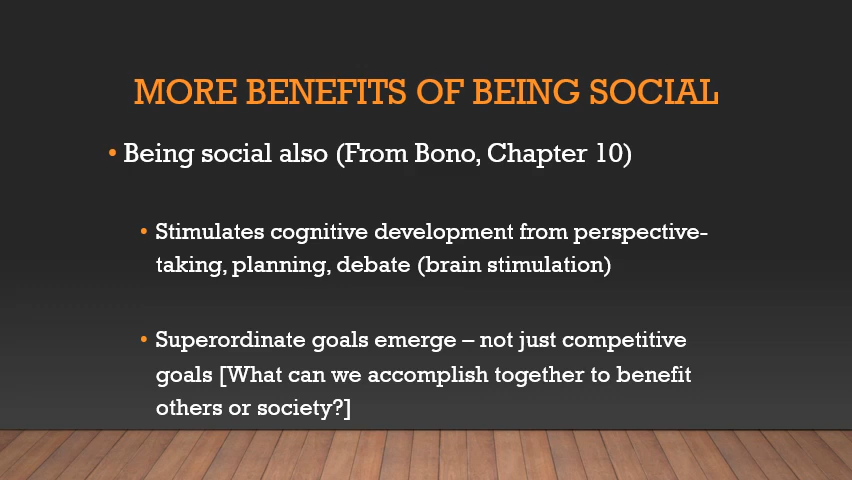 MORE BENEFITS OF BEING SOCIAL
• Being social also (From Bono, Chapter 10)
• Stimulates cognitive development from perspective-
taking, planning, debate (brain stimulation)
• Superordinate goals emerge – not just competitive
goals [What can we accomplish together to benefit
others or society?]